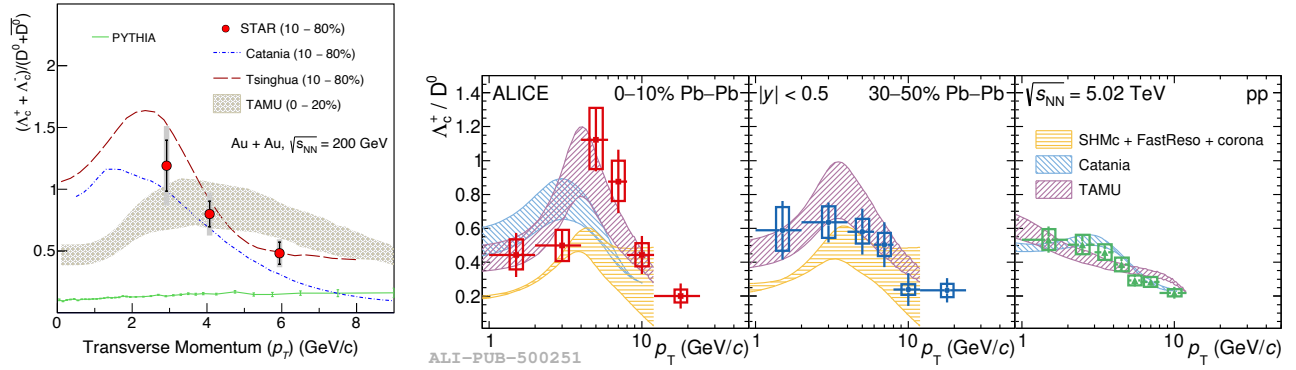 (Λc+ + Λc-)/(D0+D0)
2
1.5
1
0.5
0 2 4 6 8
Transverse Momentum (pT) (GeV/c)
PYTHIA
STAR (10 − 80%)
Catania (10 − 80%)
Tsinghua (10 − 80%)
TAMU (0 − 20%)
Au + Au, √sNN = 200 GeV
Λc+ / D0
1.4
1.2
1.0
0.8
0.6
0.4
0.2
ALICE
0–10% Pb–Pb
|y| < 0.5
30–50% Pb–Pb
√sNN = 5.02 TeV
pp
SHMc + FastReso + corona
Catania
TAMU
1 10 1 10 1 10
pT (GeV/c) pT (GeV/c) pT (GeV/c)
ALI−PUB−500251